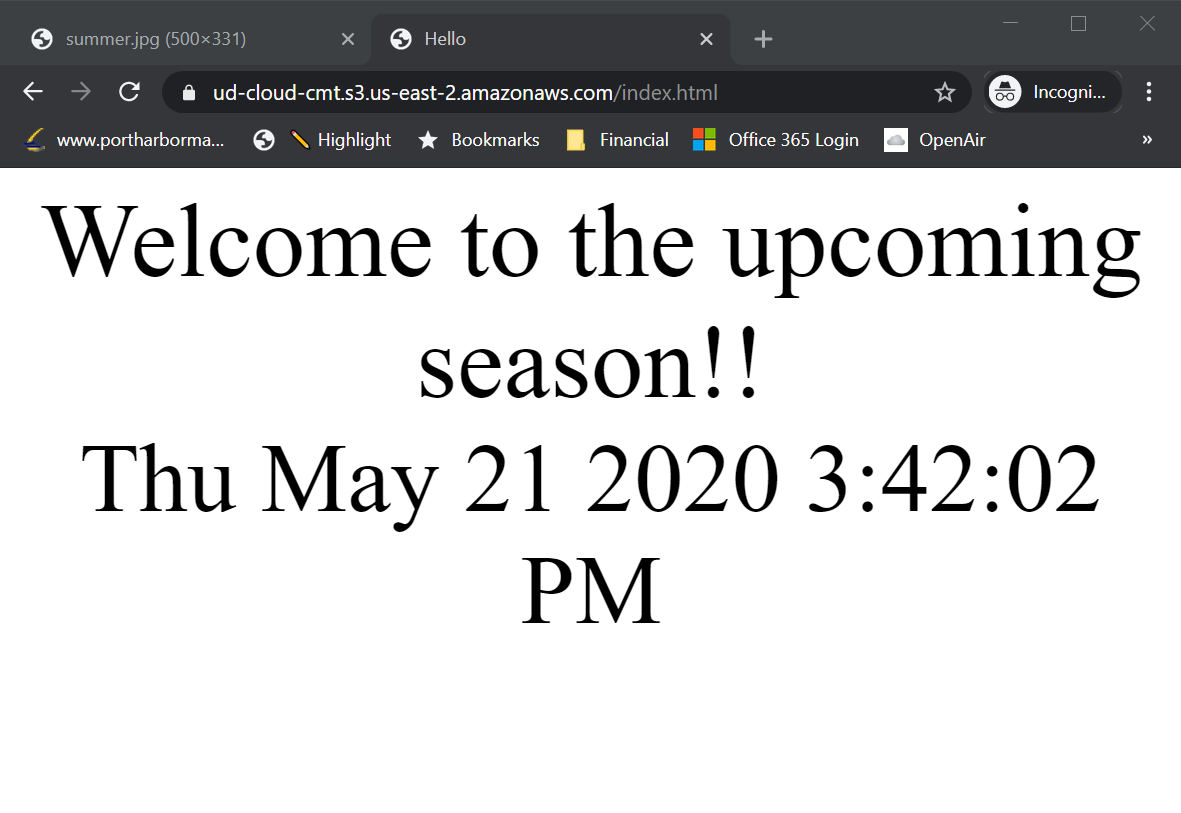 summer.jpg (500×331)
Hello
ud-cloud-cmt.s3.us-east-2.amazonaws.com/index.html
Incogni...
www.portharborma...
Highlight
Bookmarks
Financial
Office 365 Login
OpenAir
»
Welcome to the upcoming
season!!
Thu May 21 2020 3:42:02
PM